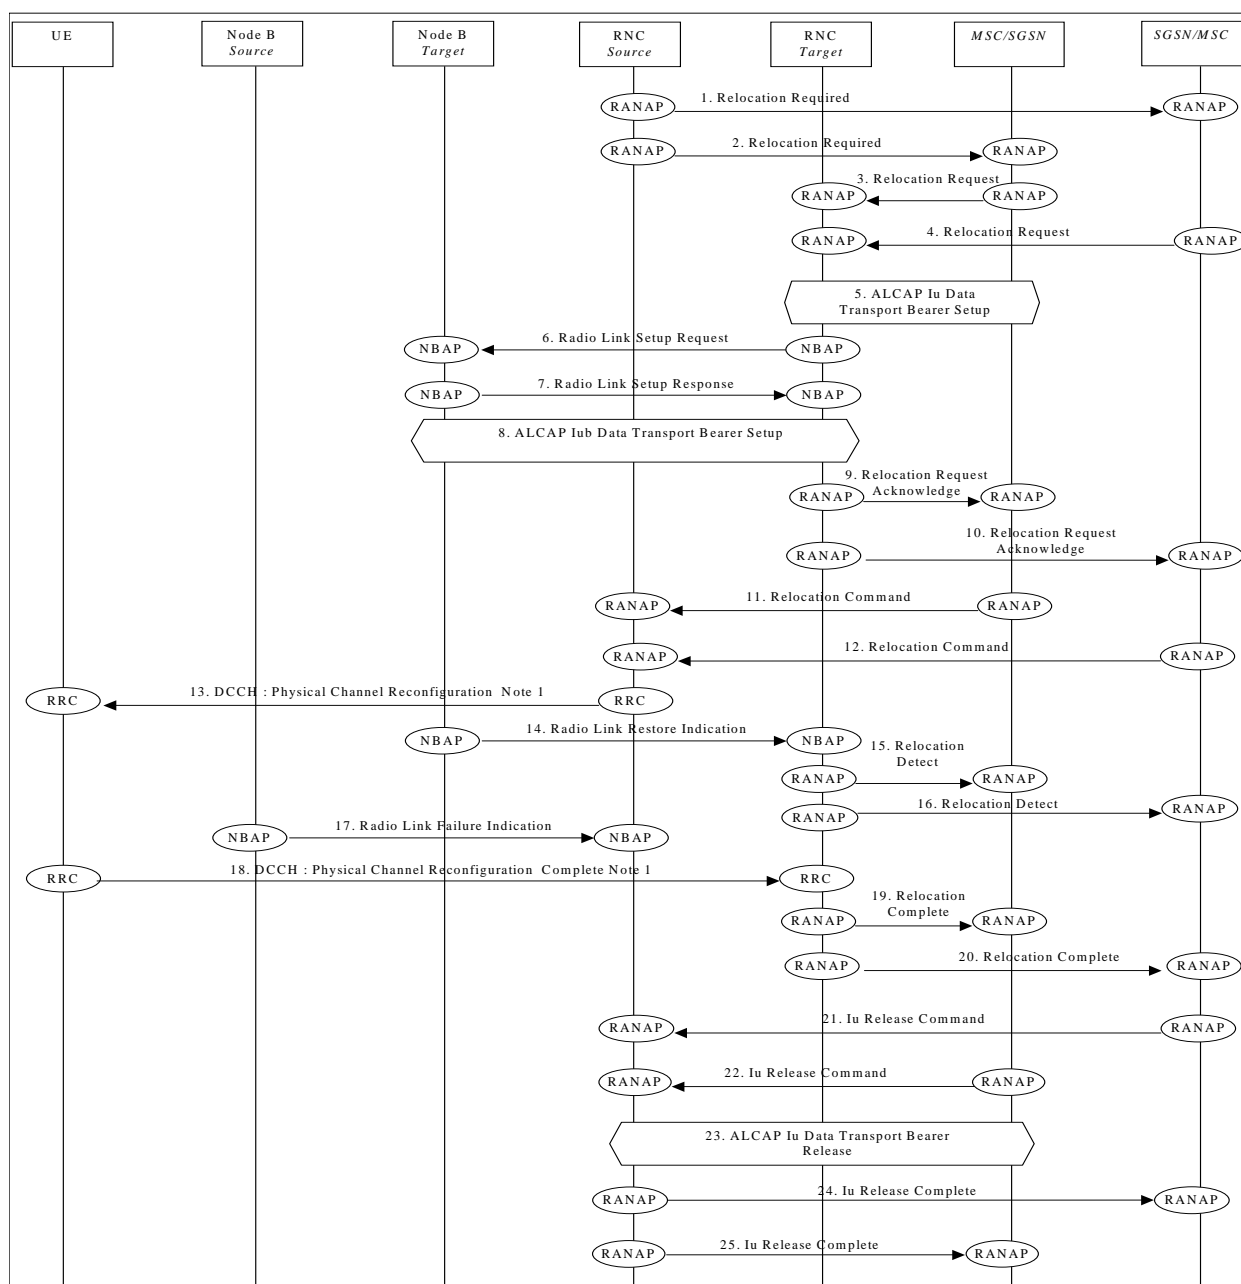 UE
Node B
Source
Node B
Target
RNC
Source
RNC
Target
MSC/SGSN
SGSN/MSC
RANAP 1. Relocation Required RANAP
RANAP 2. Relocation Required RANAP
RANAP 3. Relocation Request RANAP
RANAP 4. Relocation Request RANAP
5. ALCAP Iu Data
Transport Bearer Setup
NBAP 6. Radio Link Setup Request NBAP
NBAP 7. Radio Link Setup Response NBAP
8. ALCAP Iub Data Transport Bearer Setup
9. Relocation Request
Acknowledge
RANAP RANAP
10. Relocation Request
Acknowledge
RANAP RANAP
RANAP 11. Relocation Command RANAP
RANAP 12. Relocation Command RANAP
RRC 13. DCCH : Physical Channel Reconfiguration Note 1 RRC
NBAP 14. Radio Link Restore Indication NBAP
15. Relocation
Detect
RANAP RANAP
RANAP 16. Relocation Detect RANAP
NBAP 17. Radio Link Failure Indication NBAP
RRC 18. DCCH : Physical Channel Reconfiguration Complete Note 1 RRC
19. Relocation
Complete
RANAP RANAP
RANAP 20. Relocation Complete RANAP
RANAP 21. Iu Release Command RANAP
RANAP 22. Iu Release Command RANAP
23. ALCAP Iu Data Transport Bearer
Release
RANAP 24. Iu Release Complete RANAP
RANAP 25. Iu Release Complete RANAP